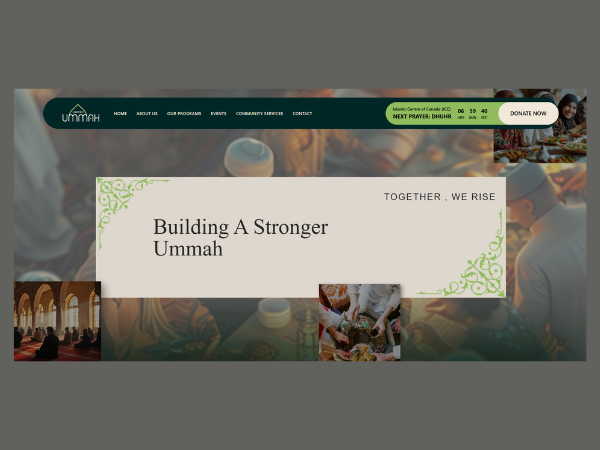 UMMAH
HOME ABOUT US OUR PROGRAMS EVENTS COMMUNITY SERVICES CONTACT
Islamic Centre of Canada (ICC)
NEXT PRAYER: DHUHR
06 59 40
HRS MIN SEC
DONATE NOW
TOGETHER , WE RISE
Building A Stronger
Ummah